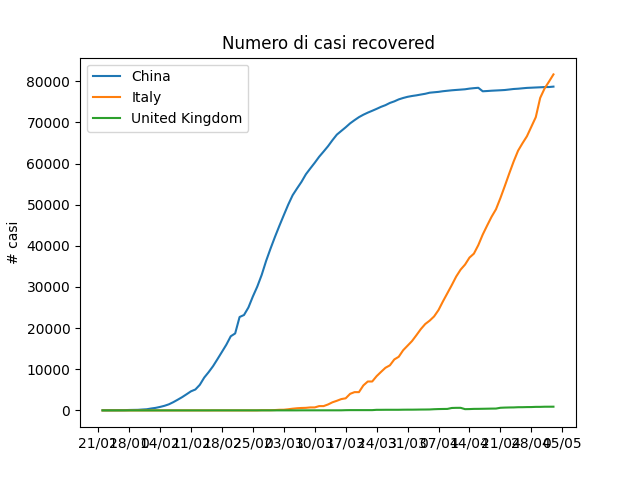 Numero di casi recovered
China
Italy
United Kingdom
# casi
80000
70000
60000
50000
40000
30000
20000
10000
0
21/01 28/01 04/02 11/02 18/02 25/02 03/03 10/03 17/03 24/03 31/03 07/04 14/04 21/04 28/04 05/05